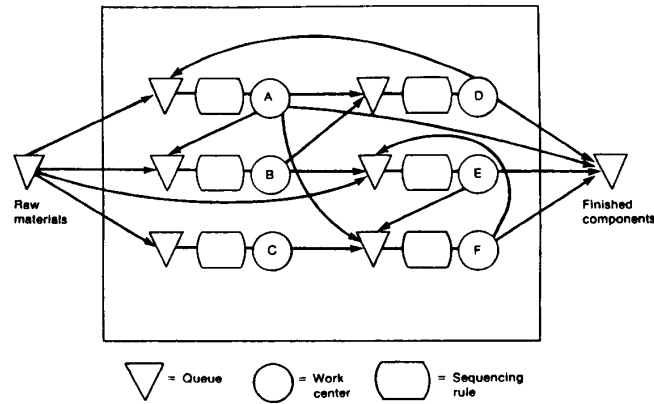 A
D
Raw
materials
B
E
Finished
components
C
F
= Queue
= Work
center
= Sequencing
rule